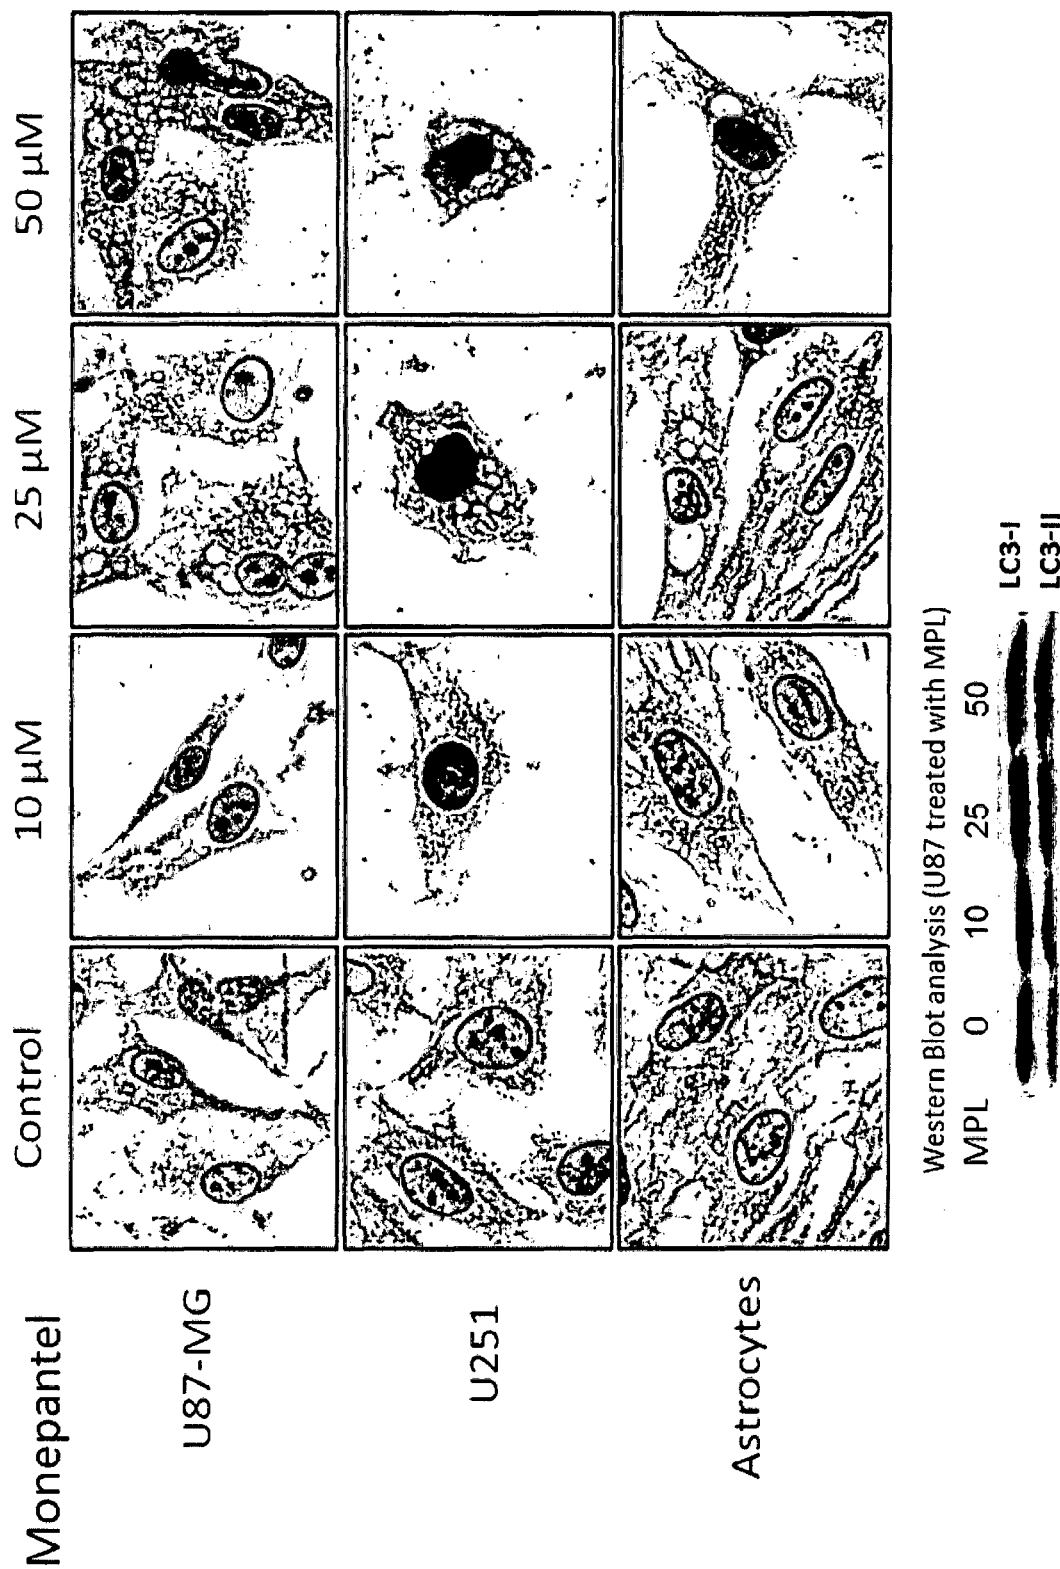 Monepantel
Control 10 µM 25 µM 50 µM
U87-MG
U251
Astrocytes
Western Blot analysis (U87 treated with MPL)
MPL 0 10 25 50
LC3-I
LC3-II